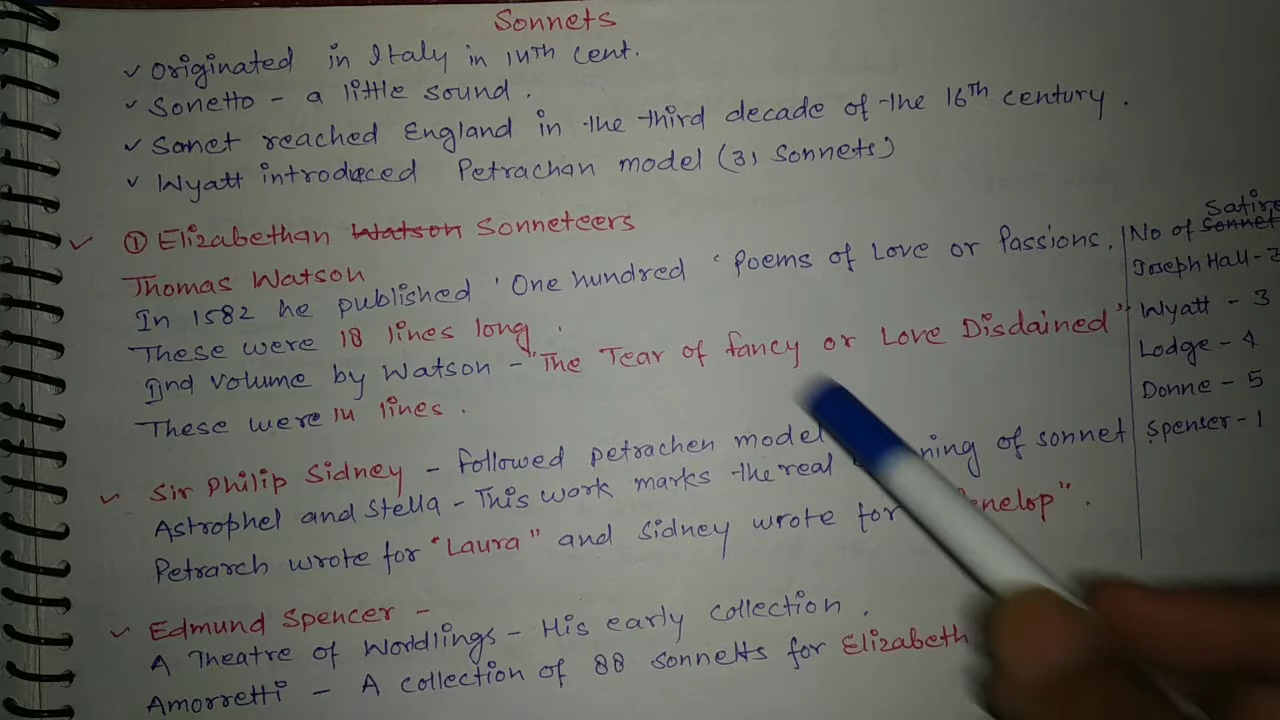 Sonnets
✓ Originated in Italy in 14th cent.
✓ Sonetto - a little sound.
✓ Sonnet reached England in the third decade of the 16th century.
✓ Wyatt introduced Petrachan model (31 Sonnets)
✓ ① Elizabethan Watson Sonneteers
Thomas Watson
In 1582 he published 'One hundred ' Poems of Love or Passions.
These were 18 lines long.
IInd volume by Watson - "The Tear of fancy or Love Disdained"
These were 14 lines.
✓ Sir Philip Sidney - Followed petrachen model
Astrophel and Stella - This work marks the real ning of sonnet
Petrarch wrote for "Laura" and Sidney wrote for enelop".
✓ Edmund Spencer -
A Theatre of Worldlings - His early collection.
Amorretti - A collection of 88 sonnetts for Elizabeth
Satire
No of sonnet
Joseph Hall -
Wyatt - 3
Lodge - 4
Donne - 5
Spenser - 1